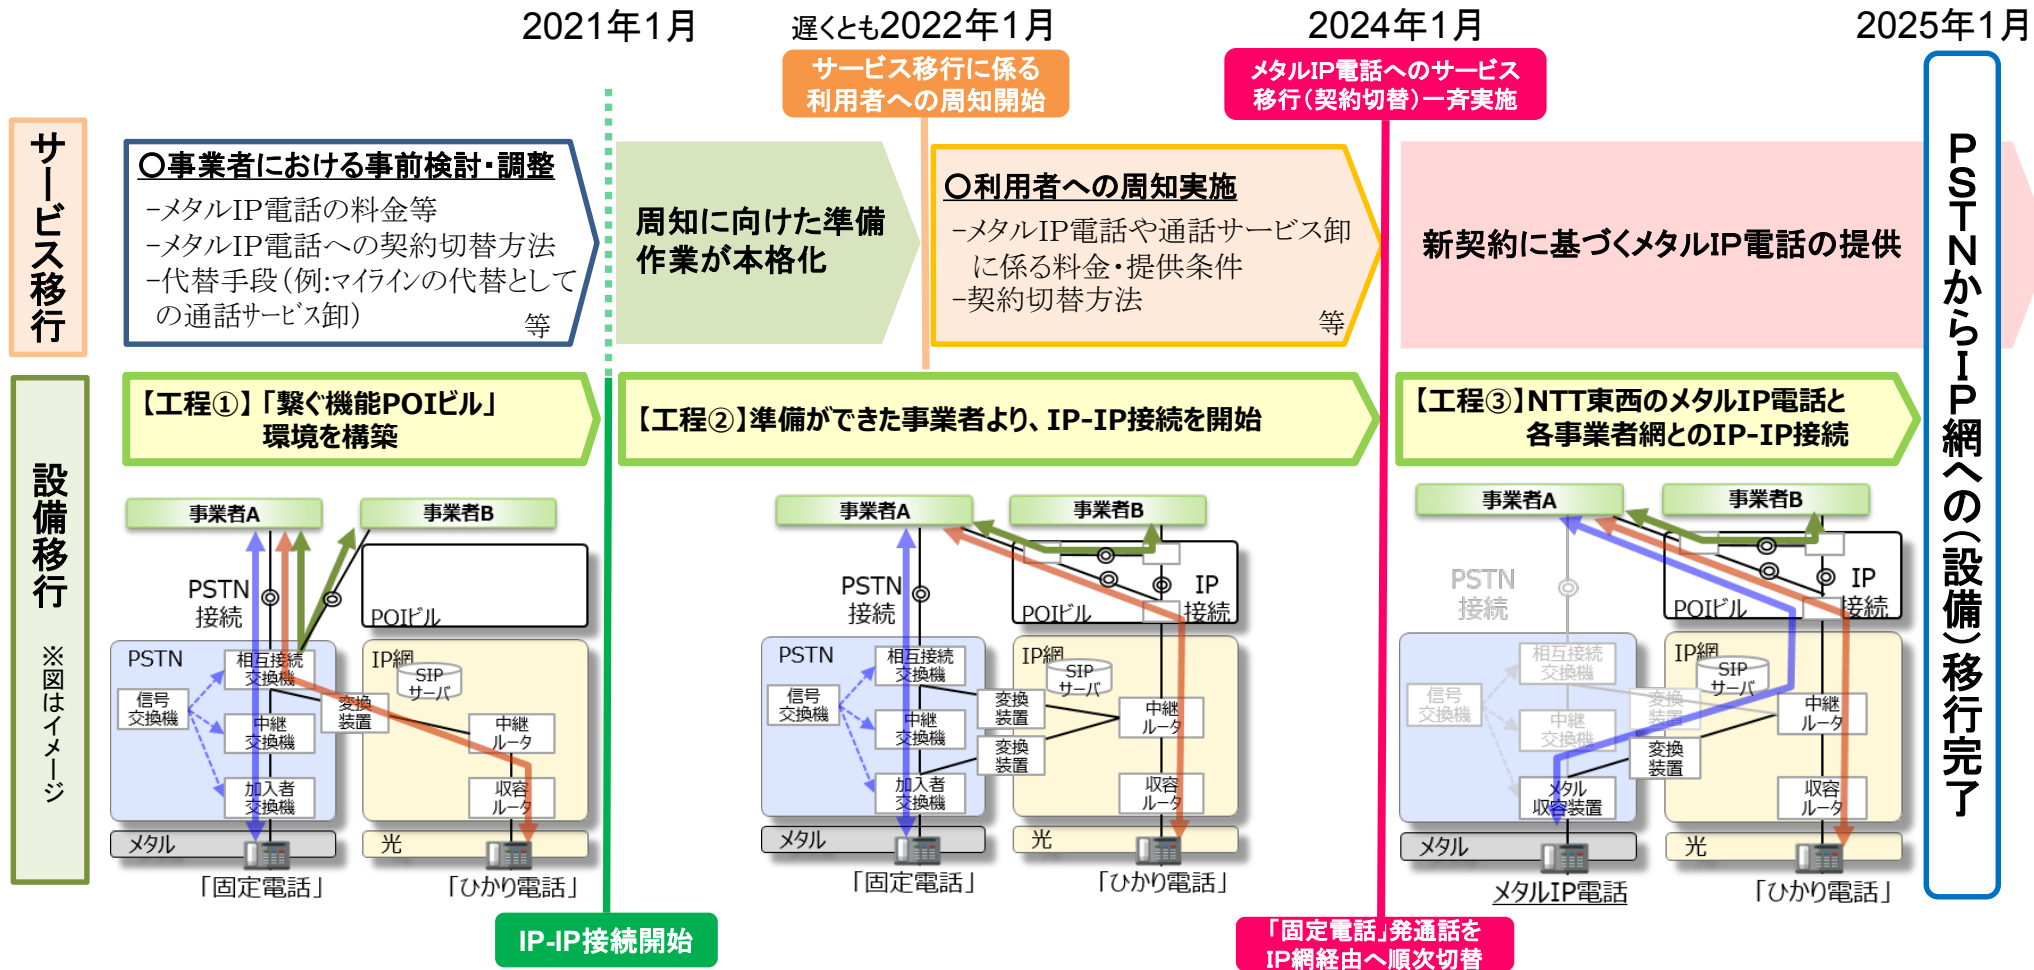 2021年1月
遅くとも2022年1月
2024年1月
2025年1月
サービス移行に係る
利用者への周知開始
メタルIP電話へのサービス
移行(契約切替)一斉実施
サービス移行
〇事業者における事前検討・調整
-メタルIP電話の料金等
-メタルIP電話への契約切替方法
-代替手段(例:マイラインの代替として
の通話サービス卸)
等
周知に向けた準備
作業が本格化
〇利用者への周知実施
-メタルIP電話や通話サービス卸
に係る料金・提供条件
-契約切替方法
等
新契約に基づくメタルIP電話の提供
PSTNからIP網への(設備)移行完了
設備移行
※図はイメージ
【工程①】「繋ぐ機能POIビル」
環境を構築
【工程②】準備ができた事業者より、IP-IP接続を開始
【工程③】NTT東西のメタルIP電話と
各事業者網とのIP-IP接続
事業者A
事業者B
PSTN
接続
POIビル
PSTN
相互接続
交換機
信号
交換機
中継
交換機
加入者
交換機
変換
装置
IP網
SIP
サーバ
中継
ルータ
収容
ルータ
メタル
光
「固定電話」
「ひかり電話」
事業者A
事業者B
PSTN
接続
IP
接続
POIビル
PSTN
相互接続
交換機
信号
交換機
中継
交換機
加入者
交換機
変換
装置
変換
装置
IP網
SIP
サーバ
中継
ルータ
収容
ルータ
メタル
光
「固定電話」
「ひかり電話」
事業者A
事業者B
PSTN
接続
IP
接続
POIビル
相互接続
交換機
信号
交換機
中継
交換機
変換
装置
変換
装置
メタル
収容装置
IP網
SIP
サーバ
中継
ルータ
収容
ルータ
メタル
光
メタルIP電話
「ひかり電話」
IP-IP接続開始
「固定電話」発通話を
IP網経由へ順次切替